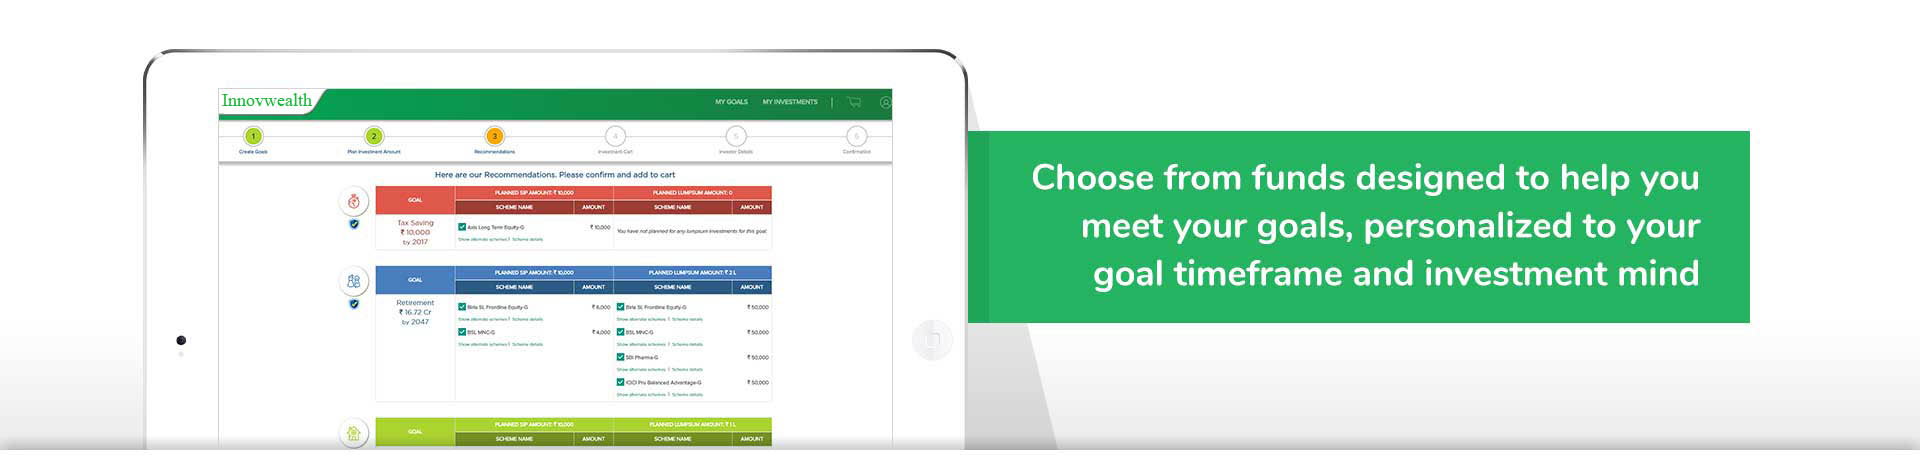 Innovwealth
MY GOALS MY INVESTMENTS
1 2 3 4 5 6
Create Goals Plan Investment Amount Recommendations Investment Cart Investor Details Confirmation
Here are our Recommendations. Please confirm and add to cart
GOAL PLANNED SIP AMOUNT: ₹ 10,000 PLANNED LUMPSUM AMOUNT: 0
SCHEME NAME AMOUNT SCHEME NAME AMOUNT
Tax Saving
₹ 10,000
by 2017
Axis Long Term Equity-G ₹ 10,000
Show alternate schemes | Scheme details
You have not planned for any lumpsum investments for this goal.
GOAL PLANNED SIP AMOUNT: ₹ 10,000 PLANNED LUMPSUM AMOUNT: ₹ 2 L
SCHEME NAME AMOUNT SCHEME NAME AMOUNT
Retirement
₹ 16.72 Cr
by 2047
Birla SL Frontline Equity-G ₹ 6,000 Birla SL Frontline Equity-G ₹ 50,000
Show alternate schemes | Scheme details Show alternate schemes | Scheme details
BSL MNC-G ₹ 4,000 BSL MNC-G ₹ 50,000
Show alternate schemes | Scheme details Show alternate schemes | Scheme details
SBI Pharma-G ₹ 50,000
Show alternate schemes | Scheme details
ICICI Pru Balanced Advantage-G ₹ 50,000
Show alternate schemes | Scheme details
GOAL PLANNED SIP AMOUNT: ₹ 10,000 PLANNED LUMPSUM AMOUNT: ₹ 1 L
SCHEME NAME AMOUNT SCHEME NAME AMOUNT
Choose from funds designed to help you
meet your goals, personalized to your
goal timeframe and investment mind